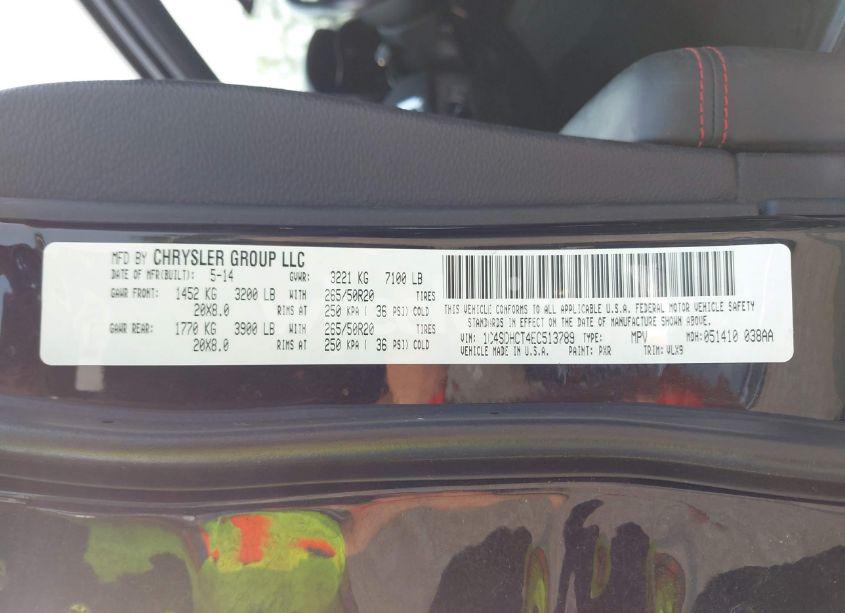 MFD BY CHRYSLER GROUP LLC
DATE OF MFR(BUILT): 5-14 GVWR: 3221 KG 7100 LB
GAWR FRONT: 1452 KG 3200 LB WITH 265/50R20 TIRES
20X8.0 RIMS AT 250 KPA ( 36 PSI) COLD
GAWR REAR: 1770 KG 3900 LB WITH 265/50R20 TIRES
20X8.0 RIMS AT 250 KPA ( 36 PSI) COLD
THIS VEHICLE CONFORMS TO ALL APPLICABLE U.S.A. FEDERAL MOTOR VEHICLE SAFETY
STANDARDS IN EFFECT ON THE DATE OF MANUFACTURE SHOWN ABOVE.
VIN: 1C4SDHCT4EC513789 TYPE: MPV MDH:051410 038AA
VEHICLE MADE IN U.S.A. PAINT: PXR TRIM: VLX9